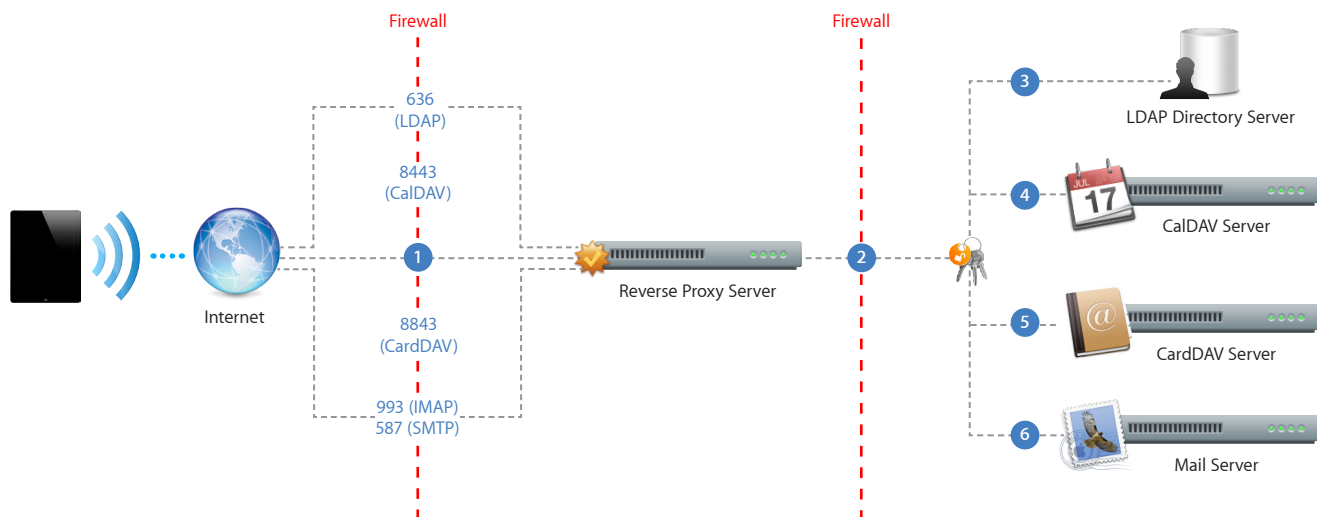 Firewall
Firewall
636
(LDAP)
8443
(CalDAV)
1
8843
(CardDAV)
993 (IMAP)
587 (SMTP)
Internet
Reverse Proxy Server
2
3
LDAP Directory Server
4
JUL
17
CalDAV Server
5
@
CardDAV Server
6
Mail Server